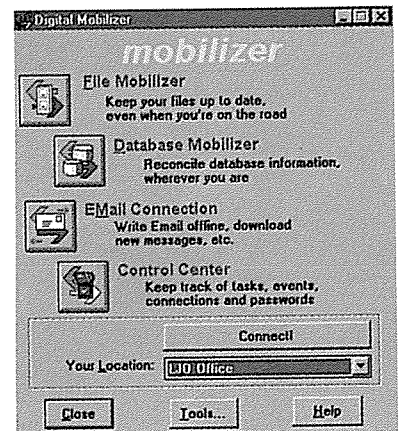 Digital Mobilizer
mobilizer
File Mobilizer
Keep your files up to date,
even when you're on the road
Database Mobilizer
Reconcile database information,
wherever you are
EMail Connection
Write Email offline, download
new messages, etc.
Control Center
Keep track of tasks, events,
connections and passwords
Connect!
Your Location:
Office
Close
Tools...
Help